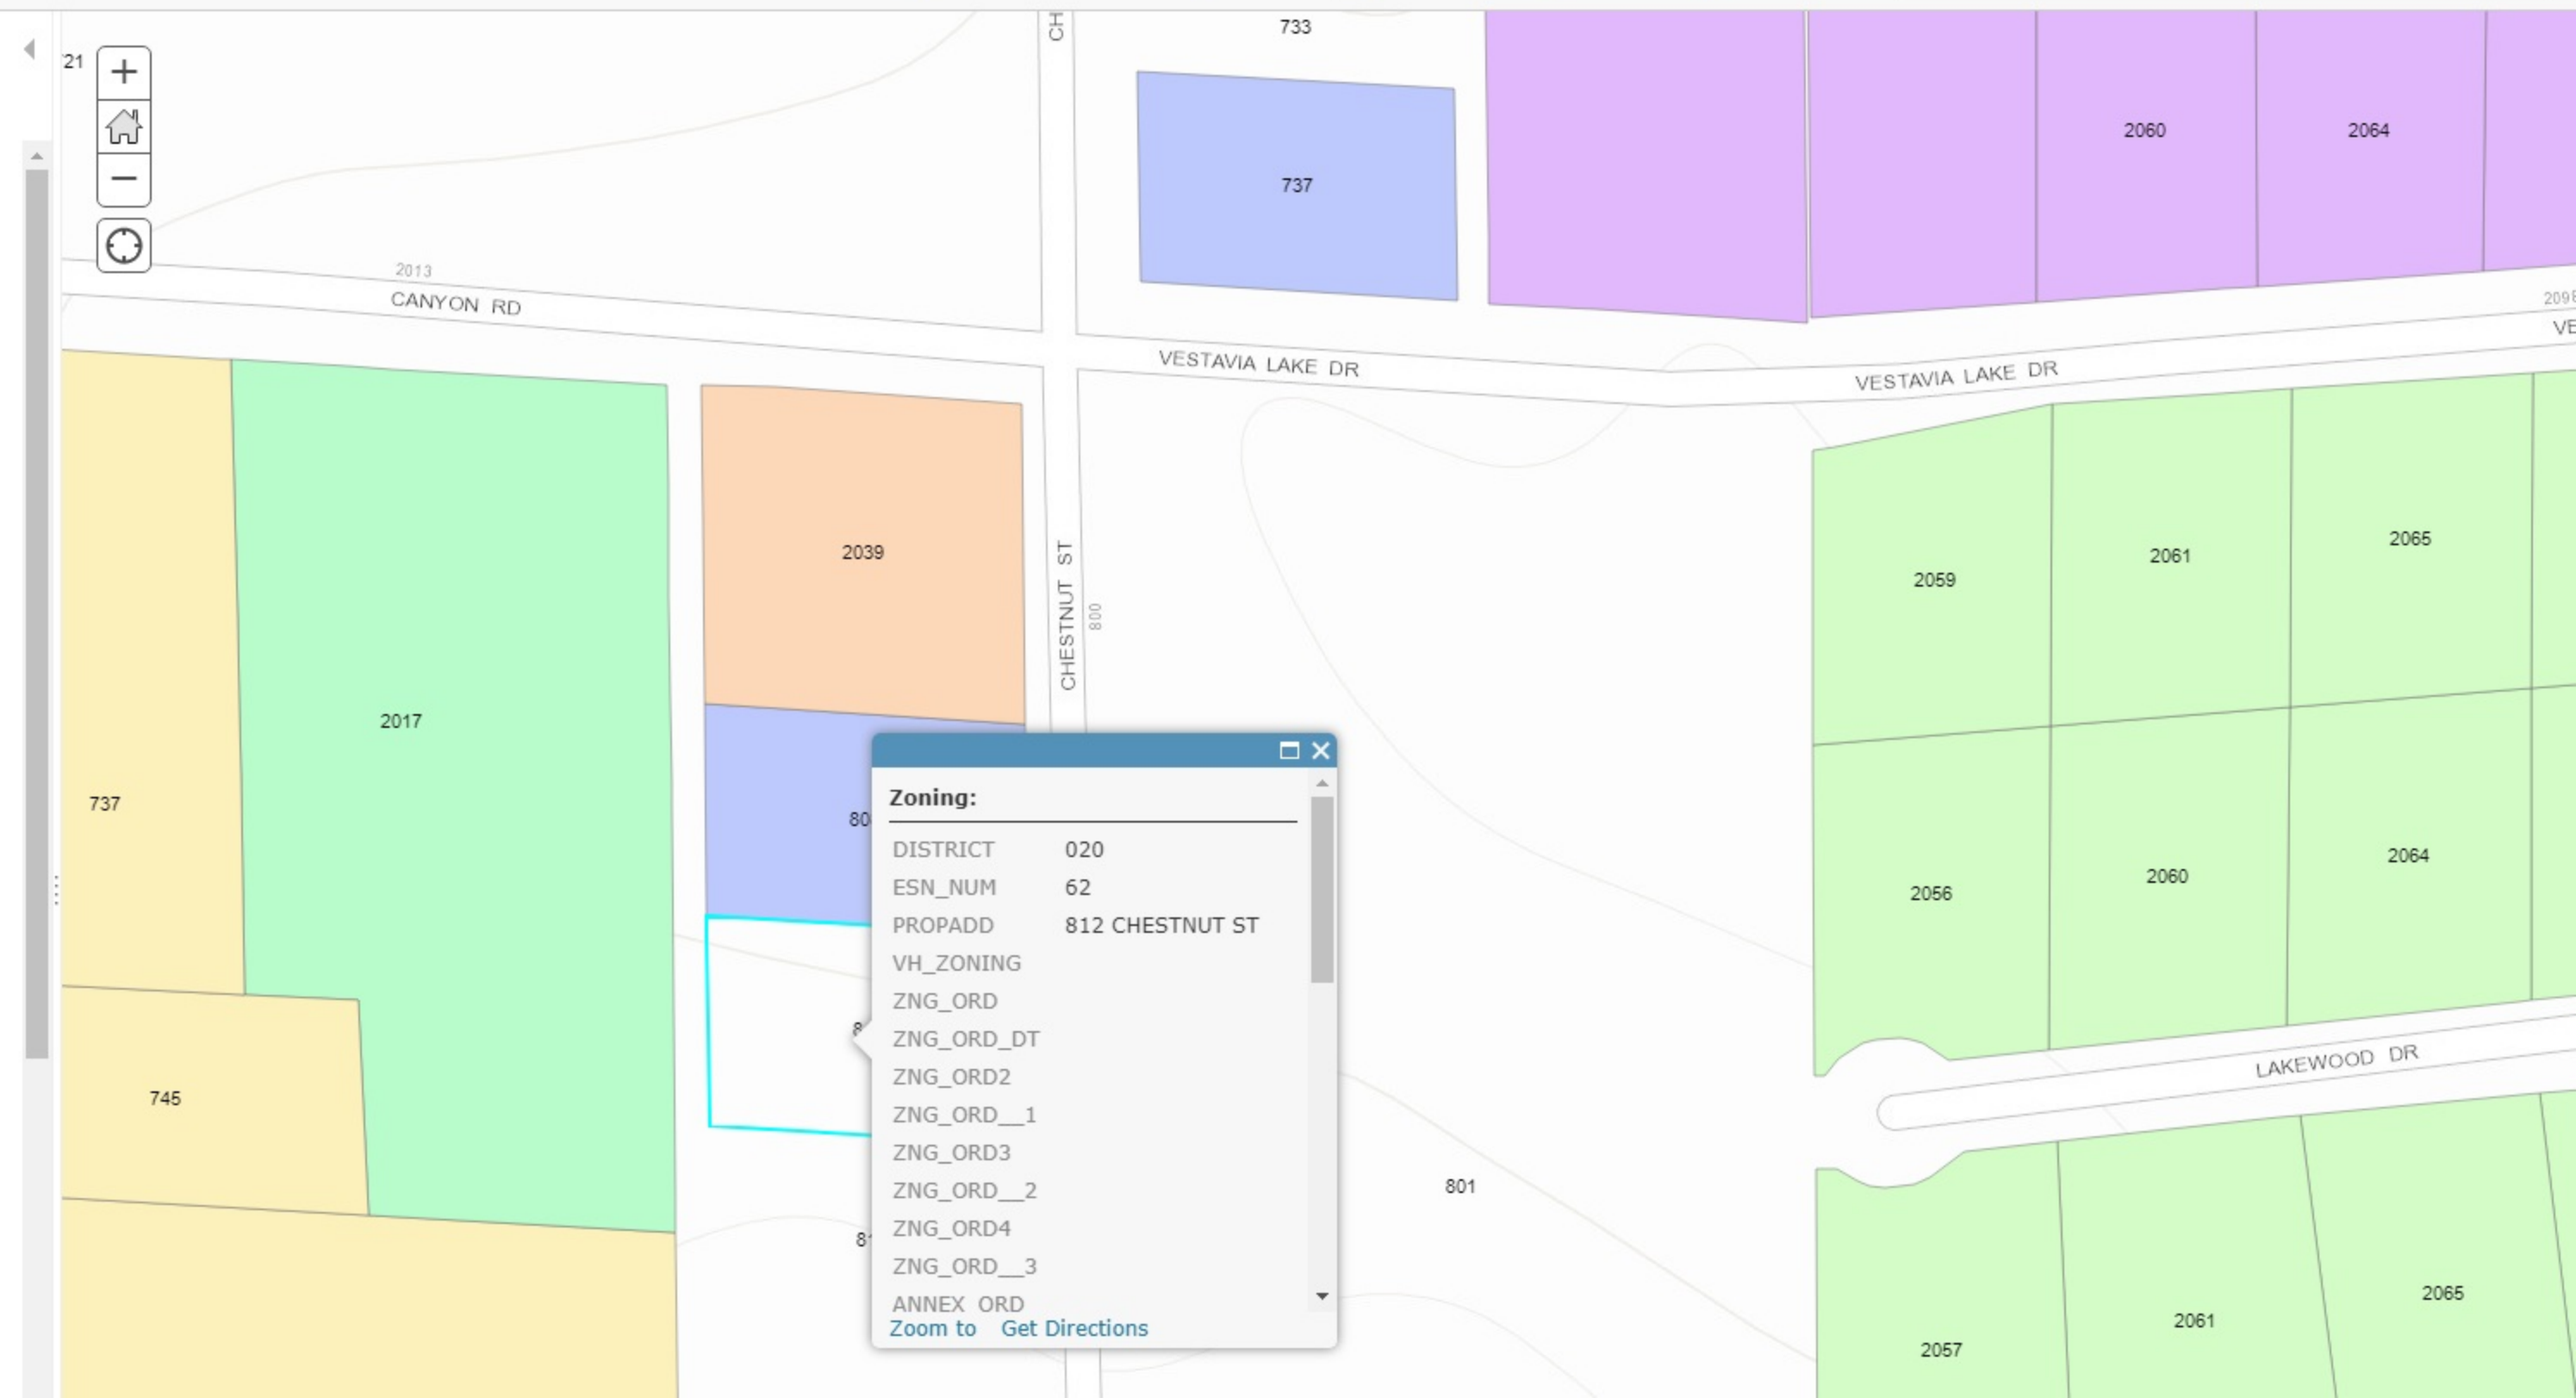 733
CH
21
2060
2064
737
2013
CANYON RD
VESTAVIA LAKE DR
VESTAVIA LAKE DR
2039
CHESTNUT ST
800
2059
2061
2065
2017
737
Zoning:
DISTRICT 020
ESN_NUM 62
PROPADD 812 CHESTNUT ST
VH_ZONING
ZNG_ORD
ZNG_ORD_DT
ZNG_ORD2
ZNG_ORD__1
ZNG_ORD3
ZNG_ORD__2
ZNG_ORD4
ZNG_ORD__3
ANNEX_ORD
Zoom to Get Directions
2056
2060
2064
LAKEWOOD DR
745
801
2057
2061
2065